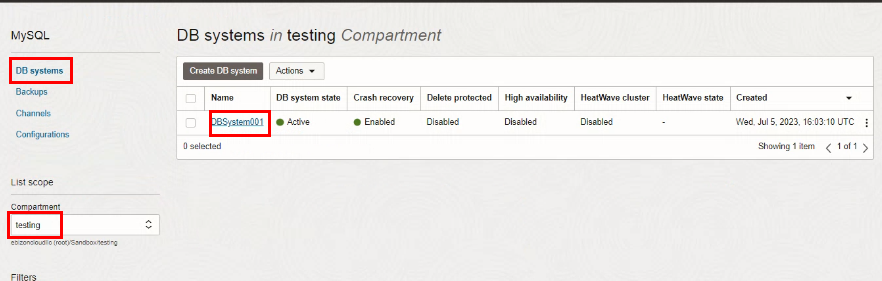 MySQL
DB systems
Backups
Channels
Configurations
List scope
Compartment
testing
ebizoncloudllc (root)/Sandbox/testing
Filters
DB systems in testing Compartment
Create DB system Actions
Name DB system state Crash recovery Delete protected High availability HeatWave cluster HeatWave state Created
DBSystem001 Active Enabled Disabled Disabled Disabled - Wed, Jul 5, 2023, 16:03:10 UTC
0 selected Showing 1 item 1 of 1